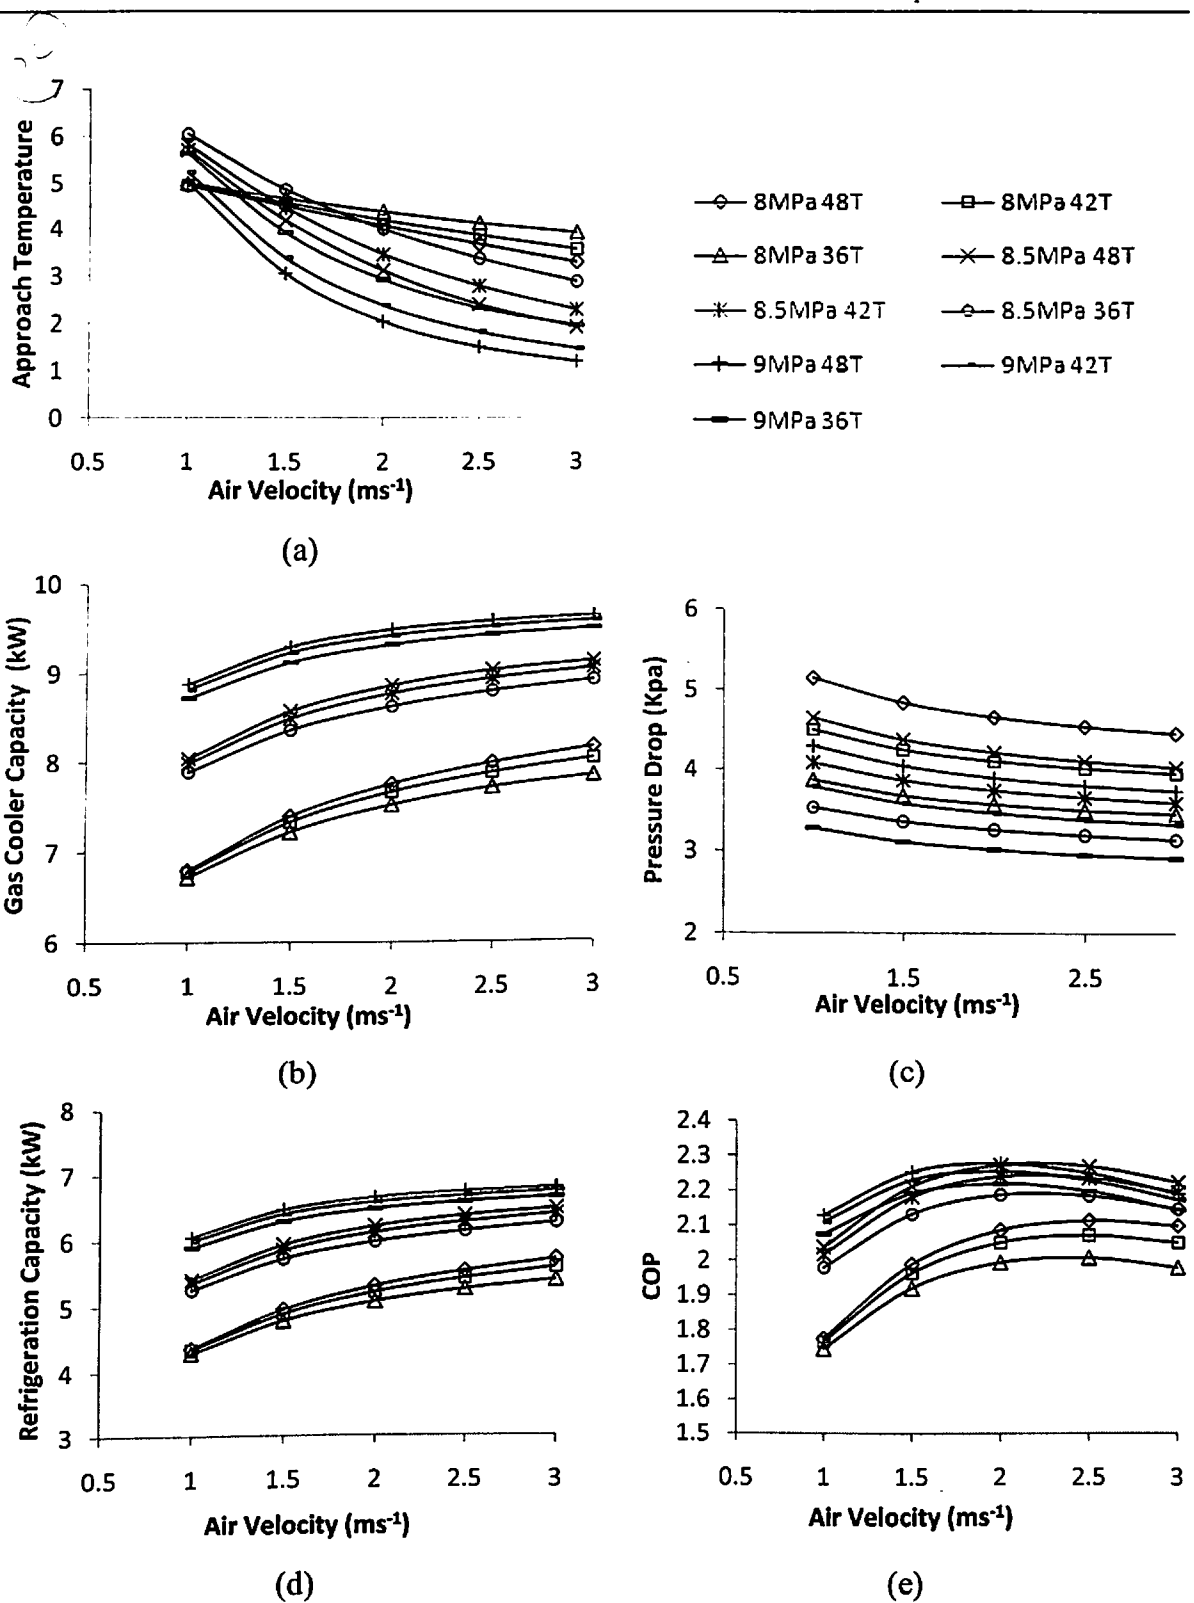 7
6
5
4
3
2
1
0
Approach Temperature
0.5 1 1.5 2 2.5 3
Air Velocity (ms-1)
(a)
8MPa 48T 8MPa 42T
8MPa 36T 8.5MPa 48T
8.5MPa 42T 8.5MPa 36T
9MPa 48T 9MPa 42T
9MPa 36T
10
9
8
7
6
Gas Cooler Capacity (kW)
0.5 1 1.5 2 2.5 3
Air Velocity (ms-1)
(b)
6
5
4
3
2
Pressure Drop (Kpa)
0.5 1.5 2.5
Air Velocity (ms-1)
(c)
8
7
6
5
4
3
Refrigeration Capacity (kW)
0.5 1 1.5 2 2.5 3
Air Velocity (ms-1)
(d)
2.4
2.3
2.2
2.1
2
1.9
1.8
1.7
1.6
1.5
COP
0.5 1 1.5 2 2.5 3
Air Velocity (ms-1)
(e)